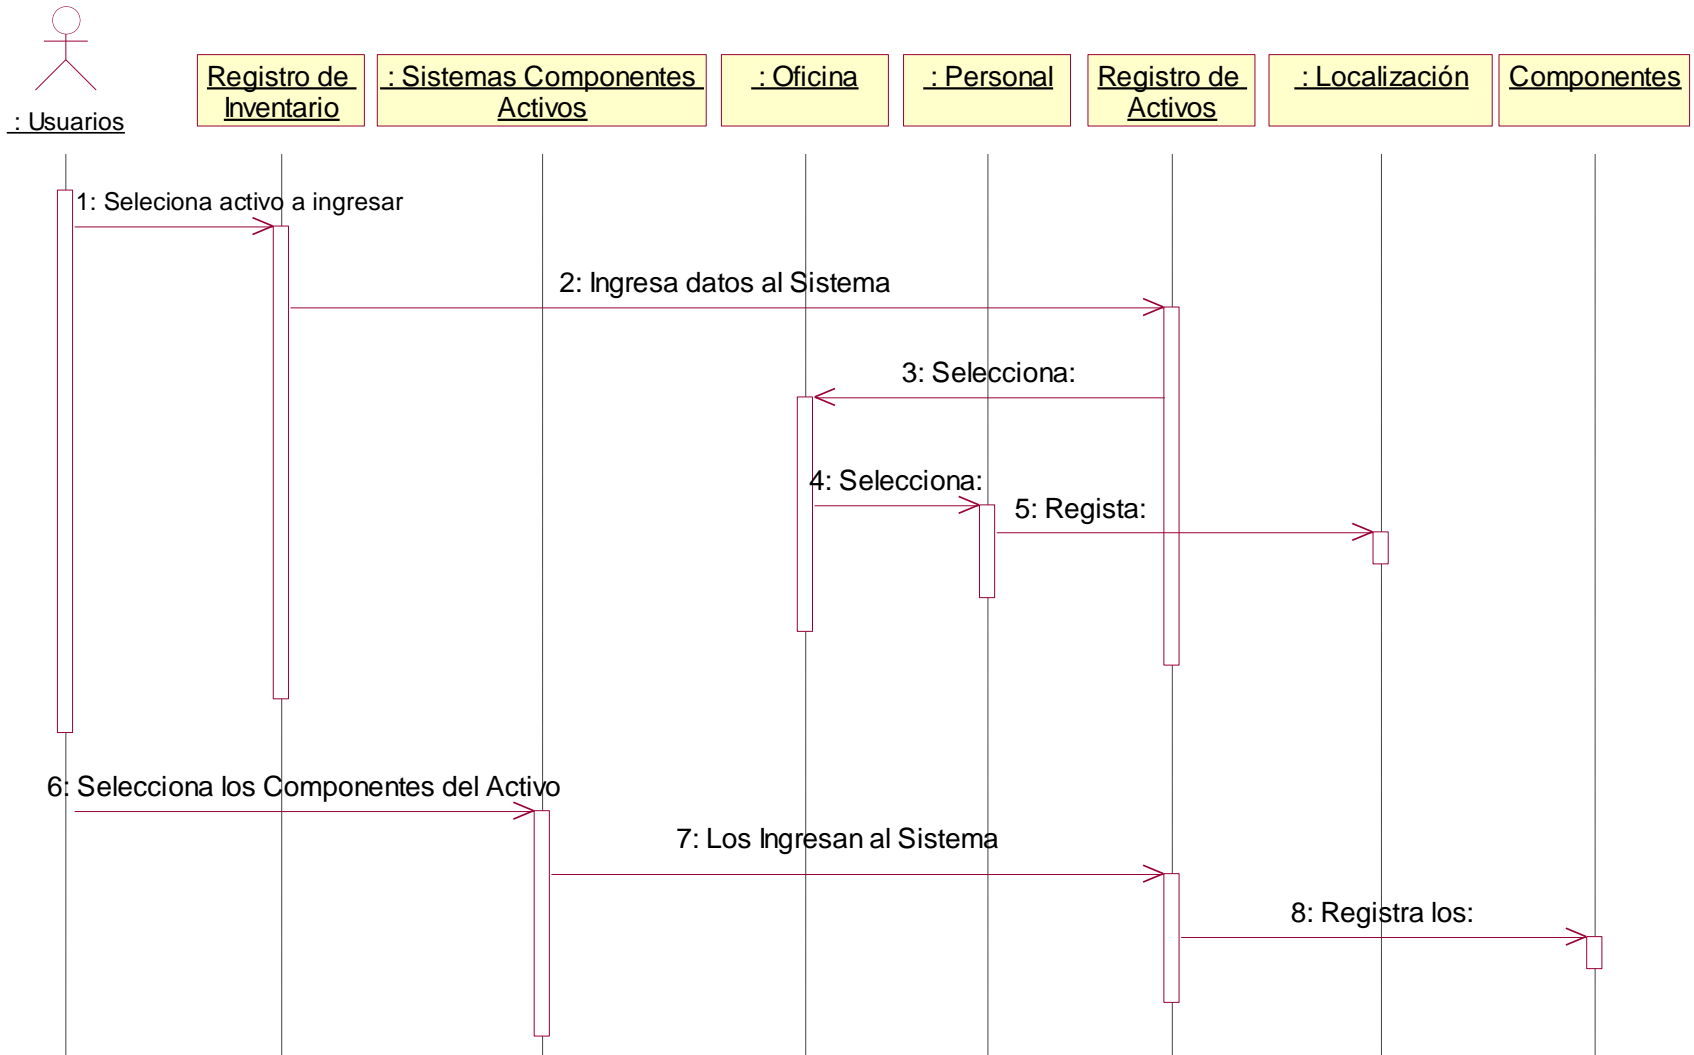 : Usuarios
Registro de
Inventario
: Sistemas Componentes
Activos
: Oficina
: Personal
Registro de
Activos
: Localización
Componentes
1: Seleciona activo a ingresar
2: Ingresa datos al Sistema
3: Selecciona:
4: Selecciona:
5: Regista:
6: Selecciona los Componentes del Activo
7: Los Ingresan al Sistema
8: Registra los: